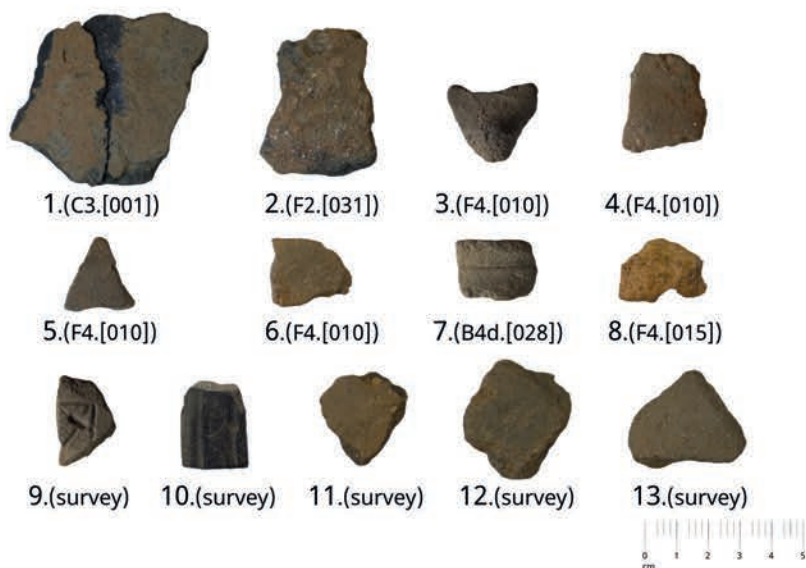 1.(C3.[001]) 2.(F2.[031]) 3.(F4.[010]) 4.(F4.[010])
5.(F4.[010]) 6.(F4.[010]) 7.(B4d.[028]) 8.(F4.[015])
9.(survey) 10.(survey) 11.(survey) 12.(survey) 13.(survey)
0 1 2 3 4 5
cm